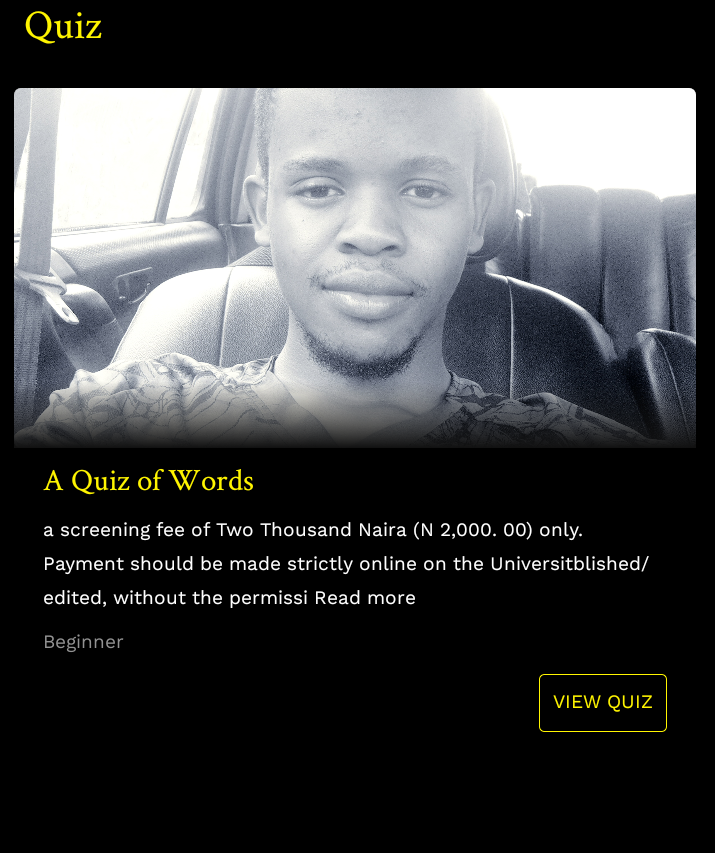 Quiz
A Quiz of Words
a screening fee of Two Thousand Naira (N 2,000. 00) only.
Payment should be made strictly online on the Universitblished/
edited, without the permissi Read more
Beginner
VIEW QUIZ